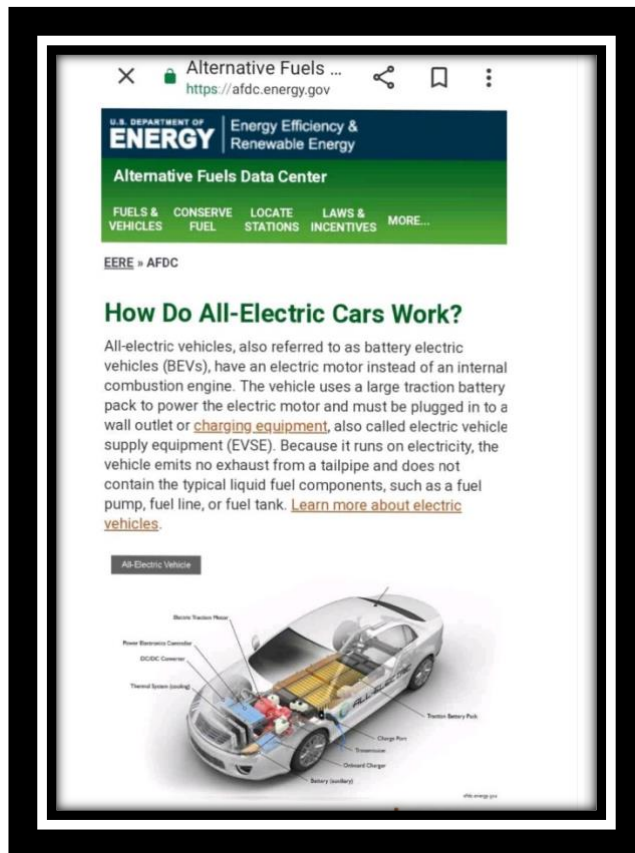 Alternative Fuels ...
https://afdc.energy.gov
U.S. DEPARTMENT OF
ENERGY
Energy Efficiency &
Renewable Energy
Alternative Fuels Data Center
FUELS &
VEHICLES
CONSERVE
FUEL
LOCATE
STATIONS
LAWS &
INCENTIVES
MORE...
EERE » AFDC
How Do All-Electric Cars Work?
All-electric vehicles, also referred to as battery electric
vehicles (BEVs), have an electric motor instead of an internal
combustion engine. The vehicle uses a large traction battery
pack to power the electric motor and must be plugged in to a
wall outlet or charging equipment, also called electric vehicle
supply equipment (EVSE). Because it runs on electricity, the
vehicle emits no exhaust from a tailpipe and does not
contain the typical liquid fuel components, such as a fuel
pump, fuel line, or fuel tank. Learn more about electric
vehicles.
All-Electric Vehicle
Electric Traction Motor
Power Electronics Controller
DC/DC Converter
Thermal System (cooling)
ALL-ELECTRIC
Traction Battery Pack
Charge Port
Transmission
Onboard Charger
Battery (auxiliary)
afdc.energy.gov